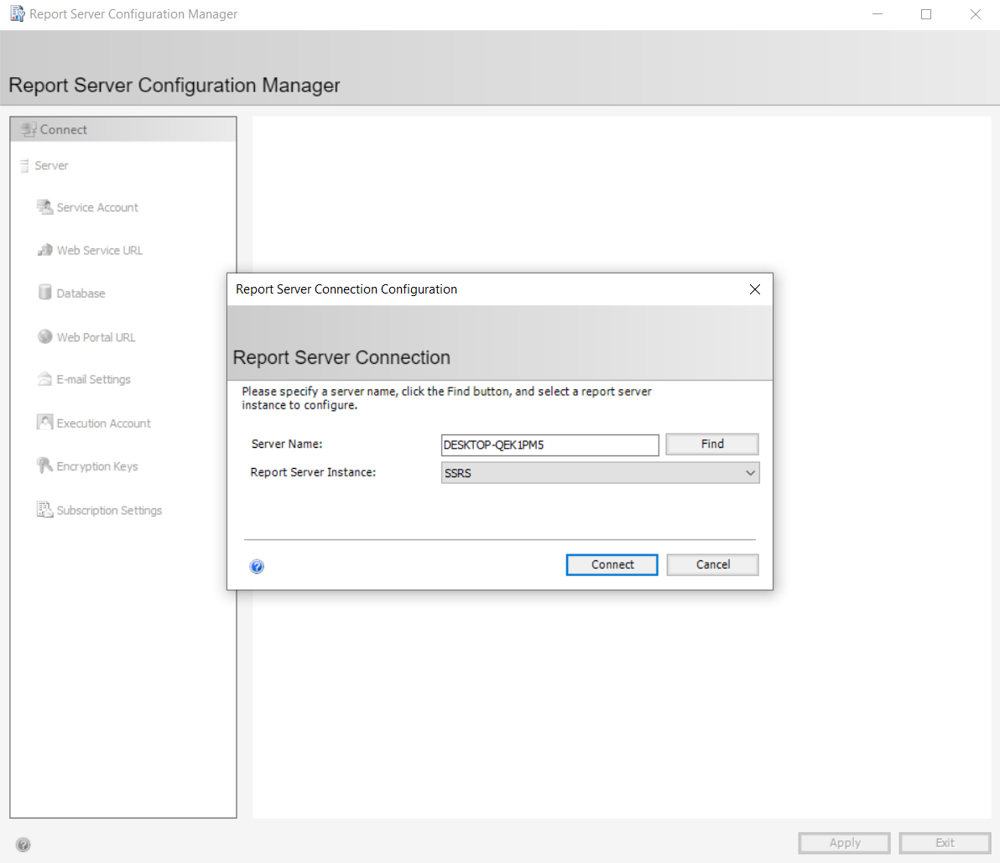 Report Server Configuration Manager
Report Server Configuration Manager
Connect
Server
Service Account
Web Service URL
Database
Web Portal URL
E-mail Settings
Execution Account
Encryption Keys
Subscription Settings
Report Server Connection Configuration
Report Server Connection
Please specify a server name, click the Find button, and select a report server
instance to configure.
Server Name: DESKTOP-QEK1PM5 Find
Report Server Instance: SSRS
Connect Cancel
Apply Exit